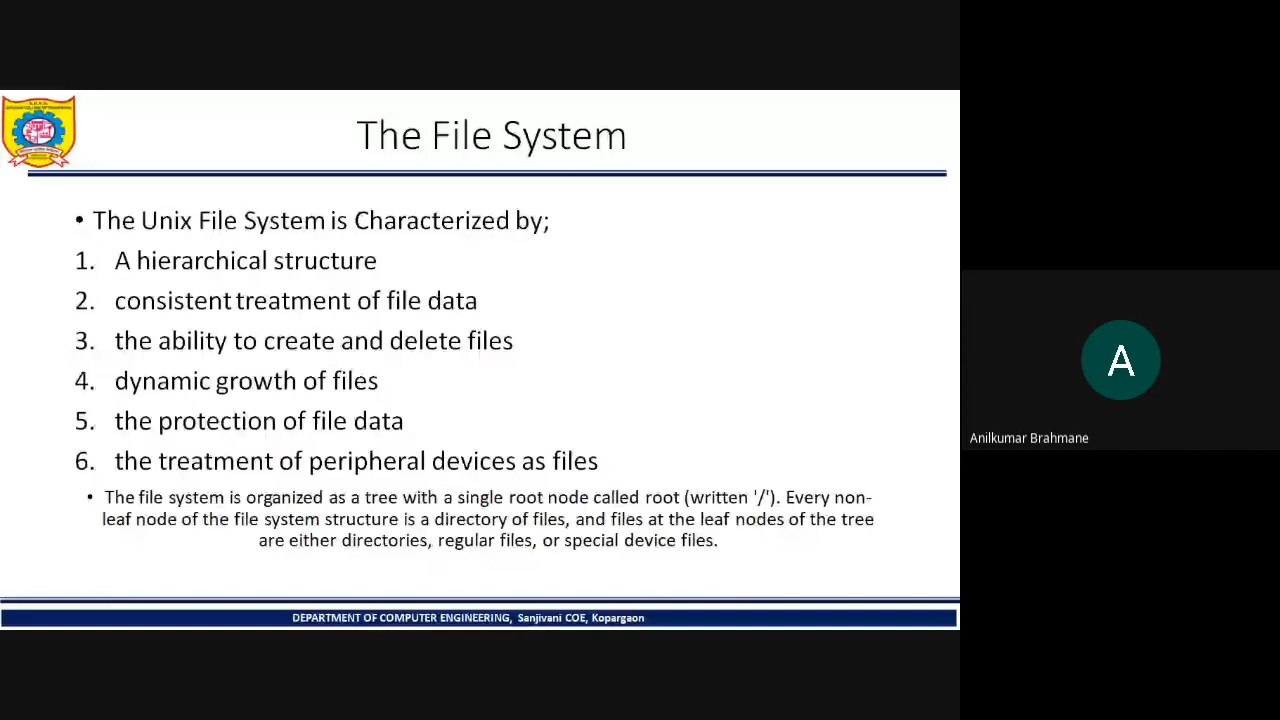 The File System
• The Unix File System is Characterized by;
1. A hierarchical structure
2. consistent treatment of file data
3. the ability to create and delete files
4. dynamic growth of files
5. the protection of file data
6. the treatment of peripheral devices as files
• The file system is organized as a tree with a single root node called root (written '/'). Every non-
leaf node of the file system structure is a directory of files, and files at the leaf nodes of the tree
are either directories, regular files, or special device files.
A
Anilkumar Brahmane
DEPARTMENT OF COMPUTER ENGINEERING, Sanjivani COE, Kopargaon